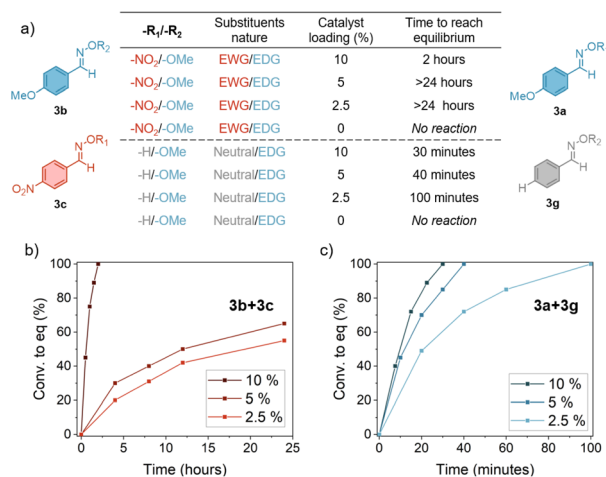 a)
-R₁/-R₂ Substituents nature Catalyst loading (%) Time to reach equilibrium
-NO₂/-OMe EWG/EDG 10 2 hours
-NO₂/-OMe EWG/EDG 5 >24 hours
-NO₂/-OMe EWG/EDG 2.5 >24 hours
-NO₂/-OMe EWG/EDG 0 No reaction
-H/-OMe Neutral/EDG 10 30 minutes
-H/-OMe Neutral/EDG 5 40 minutes
-H/-OMe Neutral/EDG 2.5 100 minutes
-H/-OMe Neutral/EDG 0 No reaction
N OR₂
H
MeO
3b
N OR₁
H
O₂N
3c
N OR
H
MeO
3a
N OR₂
H
H
3g
b)
3b+3c
Conv. to eq (%)
100
80
60
40
20
0
10 %
5 %
2.5 %
0 5 10 15 20 25
Time (hours)
c)
3a+3g
Conv. to eq (%)
100
80
60
40
20
0
10 %
5 %
2.5 %
0 20 40 60 80 100
Time (minutes)